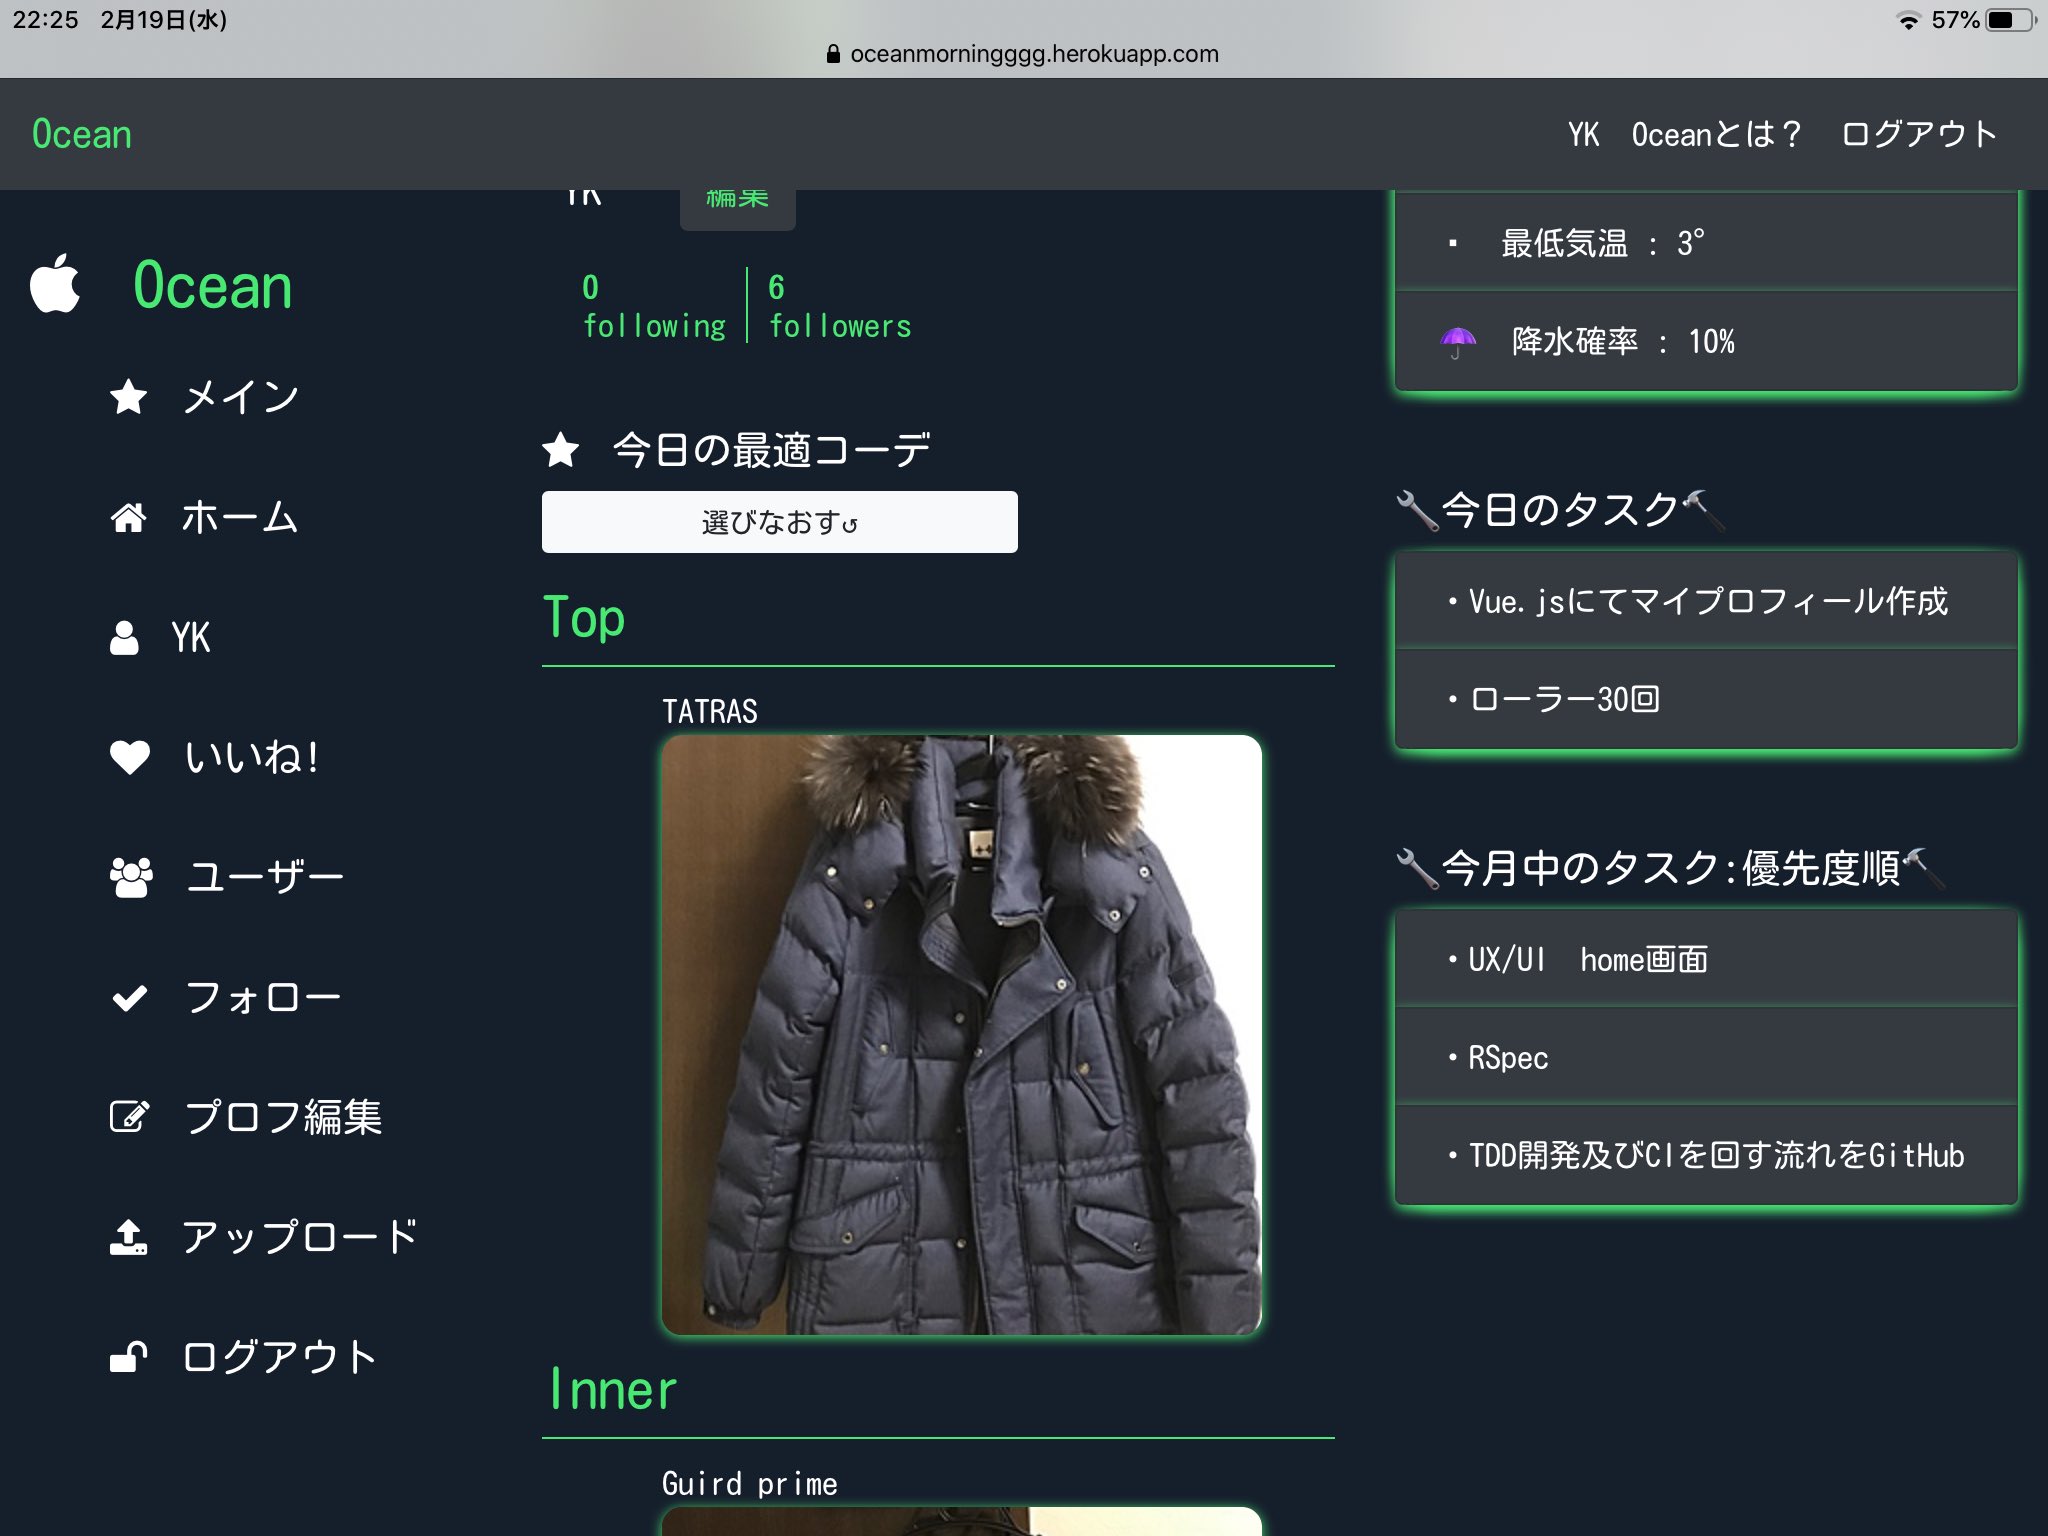 22:25 2月19日(水)
57%
oceanmorningggg.herokuapp.com
Ocean
YK Oceanとは？ ログアウト
Ocean
メイン
ホーム
YK
いいね!
ユーザー
フォロー
プロフ編集
アップロード
ログアウト
YK 編集
0
following
6
followers
今日の最適コーデ
選びなおす↺
Top
TATRAS
Inner
Guird prime
▪ 最低気温 : 3°
降水確率 : 10%
🔧今日のタスク🔨
・Vue.jsにてマイプロフィール作成
・ローラー30回
🔧今月中のタスク:優先度順🔨
・UX/UI home画面
・RSpec
・TDD開発及びCIを回す流れをGitHub